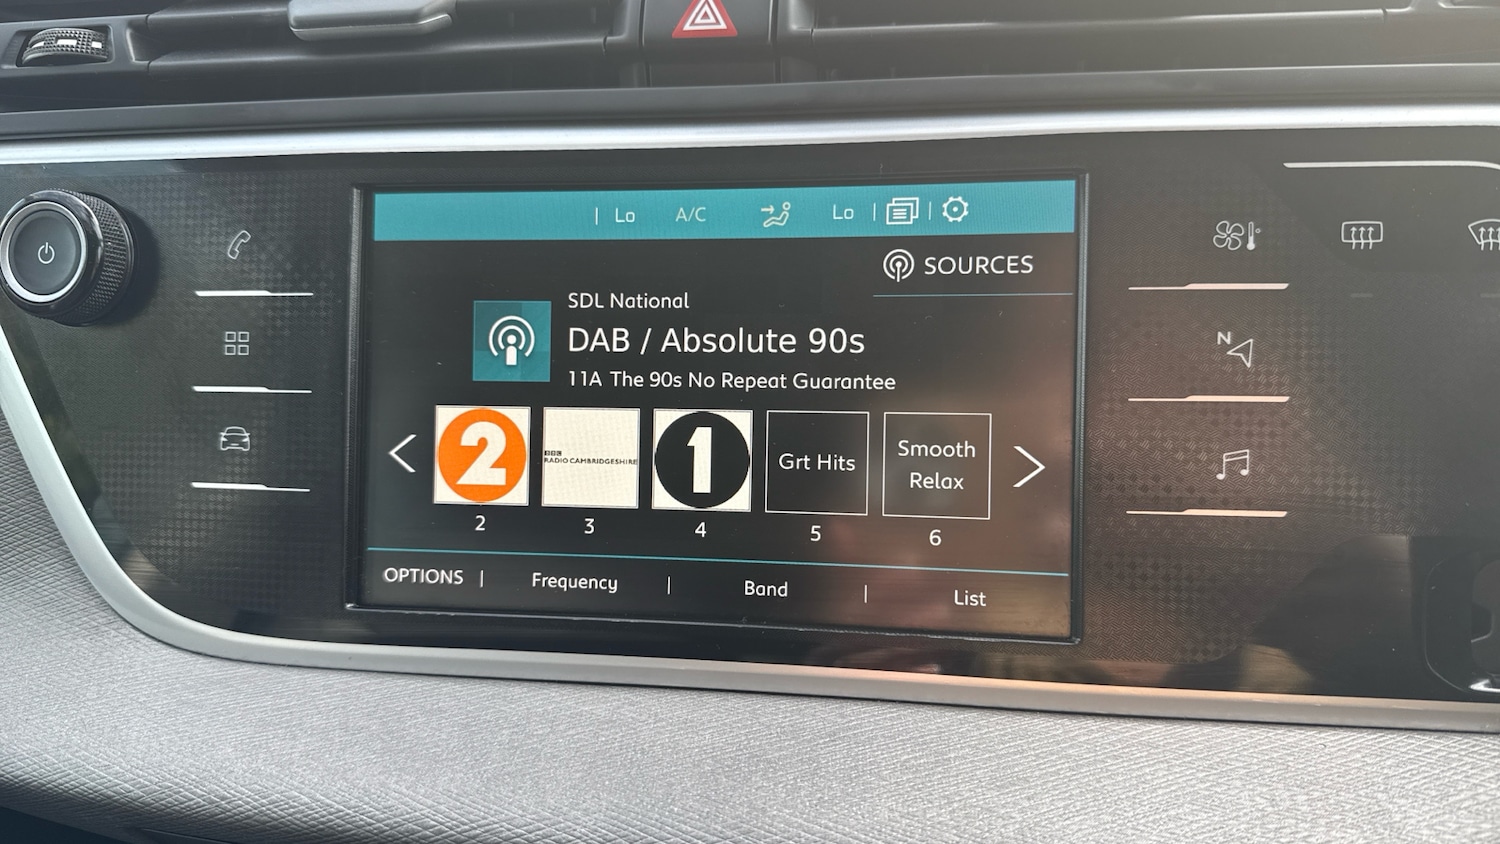 Lo A/C Lo
SOURCES
SDL National
DAB / Absolute 90s
11A The 90s No Repeat Guarantee
2
BBC
RADIO CAMBRIDGESHIRE
1
Grt Hits
Smooth
Relax
2 3 4 5 6
OPTIONS | Frequency | Band | List
N